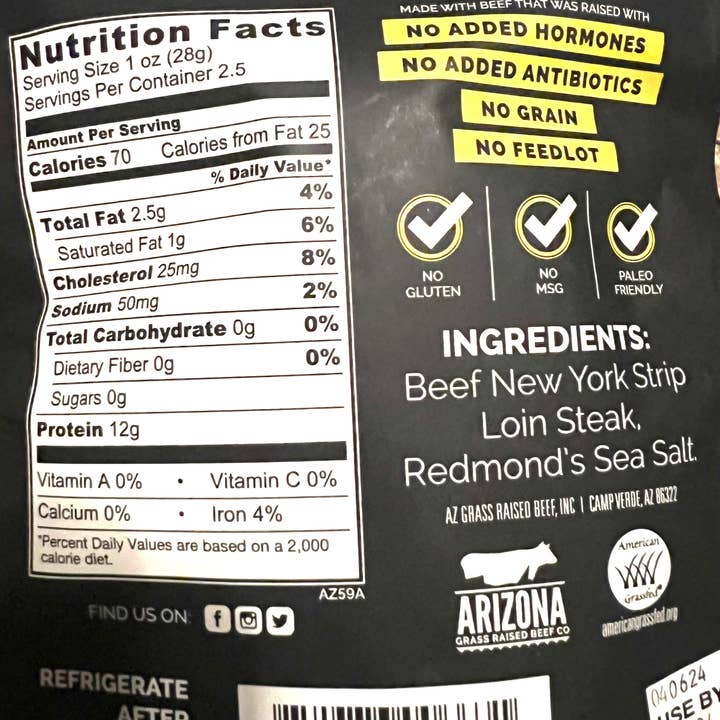 Nutrition Facts
Serving Size 1 oz (28g)
Servings Per Container 2.5
Amount Per Serving
Calories 70 Calories from Fat 25
% Daily Value*
Total Fat 2.5g 4%
Saturated Fat 1g 6%
Cholesterol 25mg 8%
Sodium 50mg 2%
Total Carbohydrate 0g 0%
Dietary Fiber 0g 0%
Sugars 0g
Protein 12g
Vitamin A 0% • Vitamin C 0%
Calcium 0% • Iron 4%
*Percent Daily Values are based on a 2,000
calorie diet.
AZ59A
FIND US ON:
REFRIGERATE
AFTER
MADE WITH BEEF THAT WAS RAISED WITH
NO ADDED HORMONES
NO ADDED ANTIBIOTICS
NO GRAIN
NO FEEDLOT
NO
GLUTEN
NO
MSG
PALEO
FRIENDLY
INGREDIENTS:
Beef New York Strip
Loin Steak,
Redmond's Sea Salt.
AZ GRASS RAISED BEEF, INC | CAMP VERDE, AZ 86322
ARIZONA
GRASS RAISED BEEF CO
American
Grassfed
americangrassfed.org
040624
USE BY